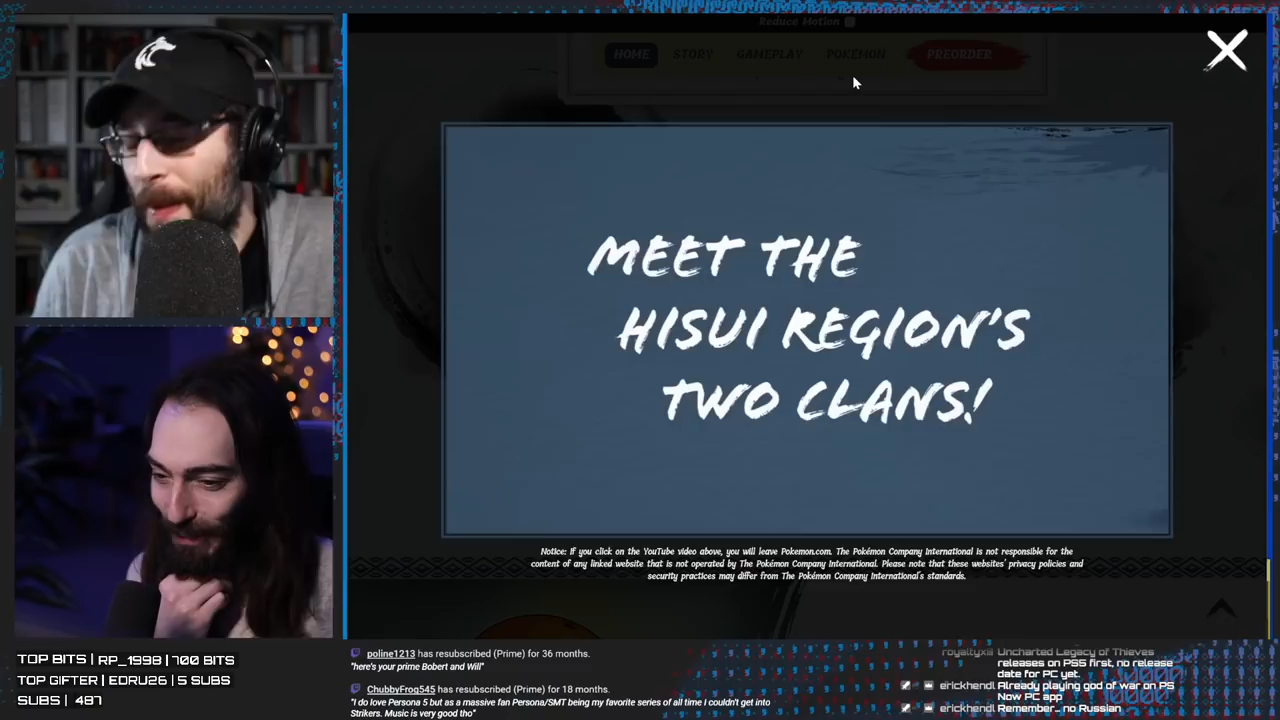 Reduce Motion
HOME STORY GAMEPLAY POKÉMON PREORDER
MEET THE
HISUI REGION'S
TWO CLANS!
Notice: If you click on the YouTube video above, you will leave Pokemon.com. The Pokémon Company International is not responsible for the
content of any linked website that is not operated by The Pokémon Company International. Please note that these websites' privacy policies and
security practices may differ from The Pokémon Company International's standards.
TOP BITS | RP_1998 | 700 BITS
TOP GIFTER | EDRU26 | 5 SUBS
SUBS | 487
poline1213 has resubscribed (Prime) for 36 months.
"here's your prime Bobert and Will"
ChubbyFrog545 has resubscribed (Prime) for 18 months.
"I do love Persona 5 but as a massive fan Persona/SMT being my favorite series of all time I couldn't get into
Strikers. Music is very good tho"
royaltyxiii Uncharted Legacy of Thieves
releases on PS5 first, no release
date for PC yet.
erickhendl Already playing god of war on PS
Now PC app
erickhendl Remember... no Russian